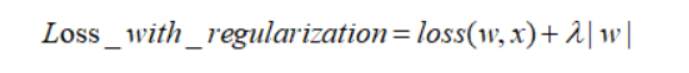 Loss_with_regularization = loss(w,x) + λ|w|